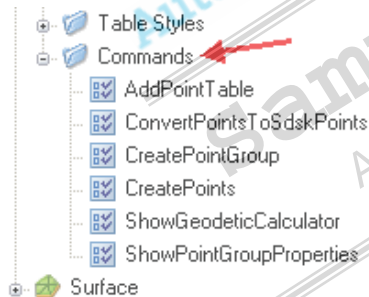 Table Styles
Commands
AddPointTable
ConvertPointsToSdskPoints
CreatePointGroup
CreatePoints
ShowGeodeticCalculator
ShowPointGroupProperties
Surface